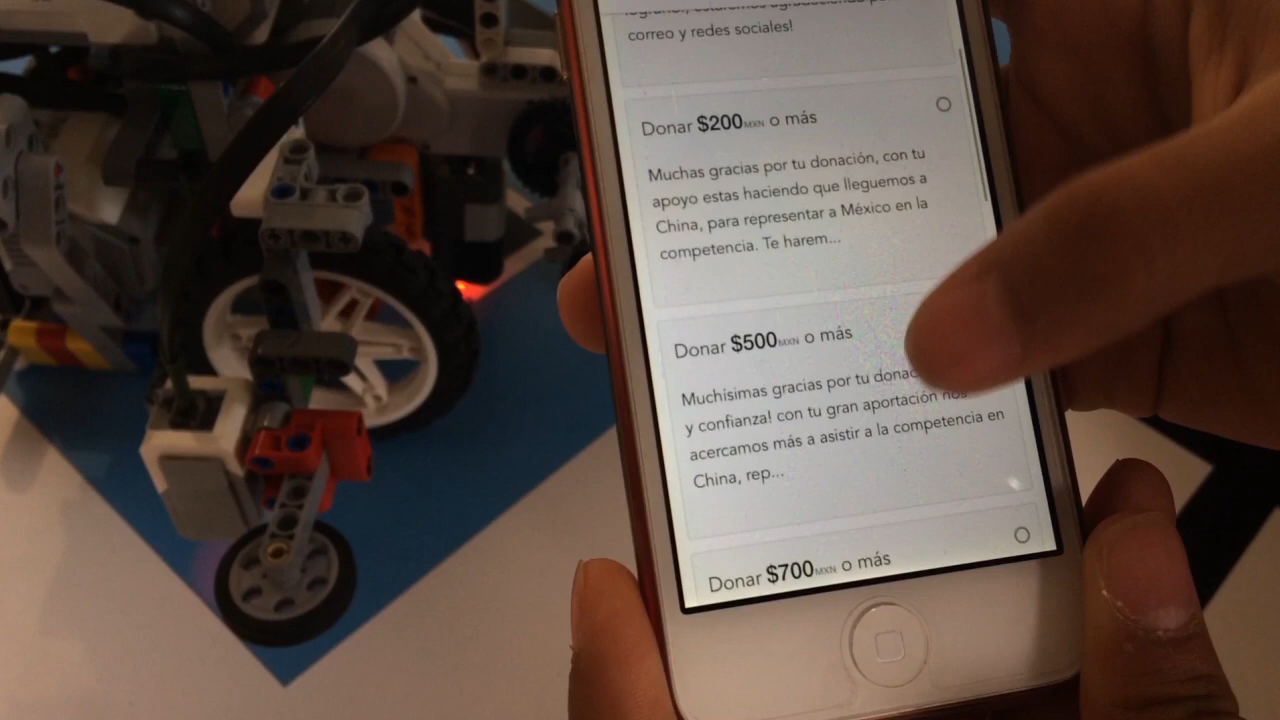 correo y redes sociales!
Donar $200MXN o más
Muchas gracias por tu donación, con tu
apoyo estas haciendo que lleguemos a
China, para representar a México en la
competencia. Te harem...
Donar $500MXN o más
Muchísimas gracias por tu
y confianza! con tu gran aportación nos
acercamos más a asistir a la competencia en
China, rep...
Donar $700MXN o más